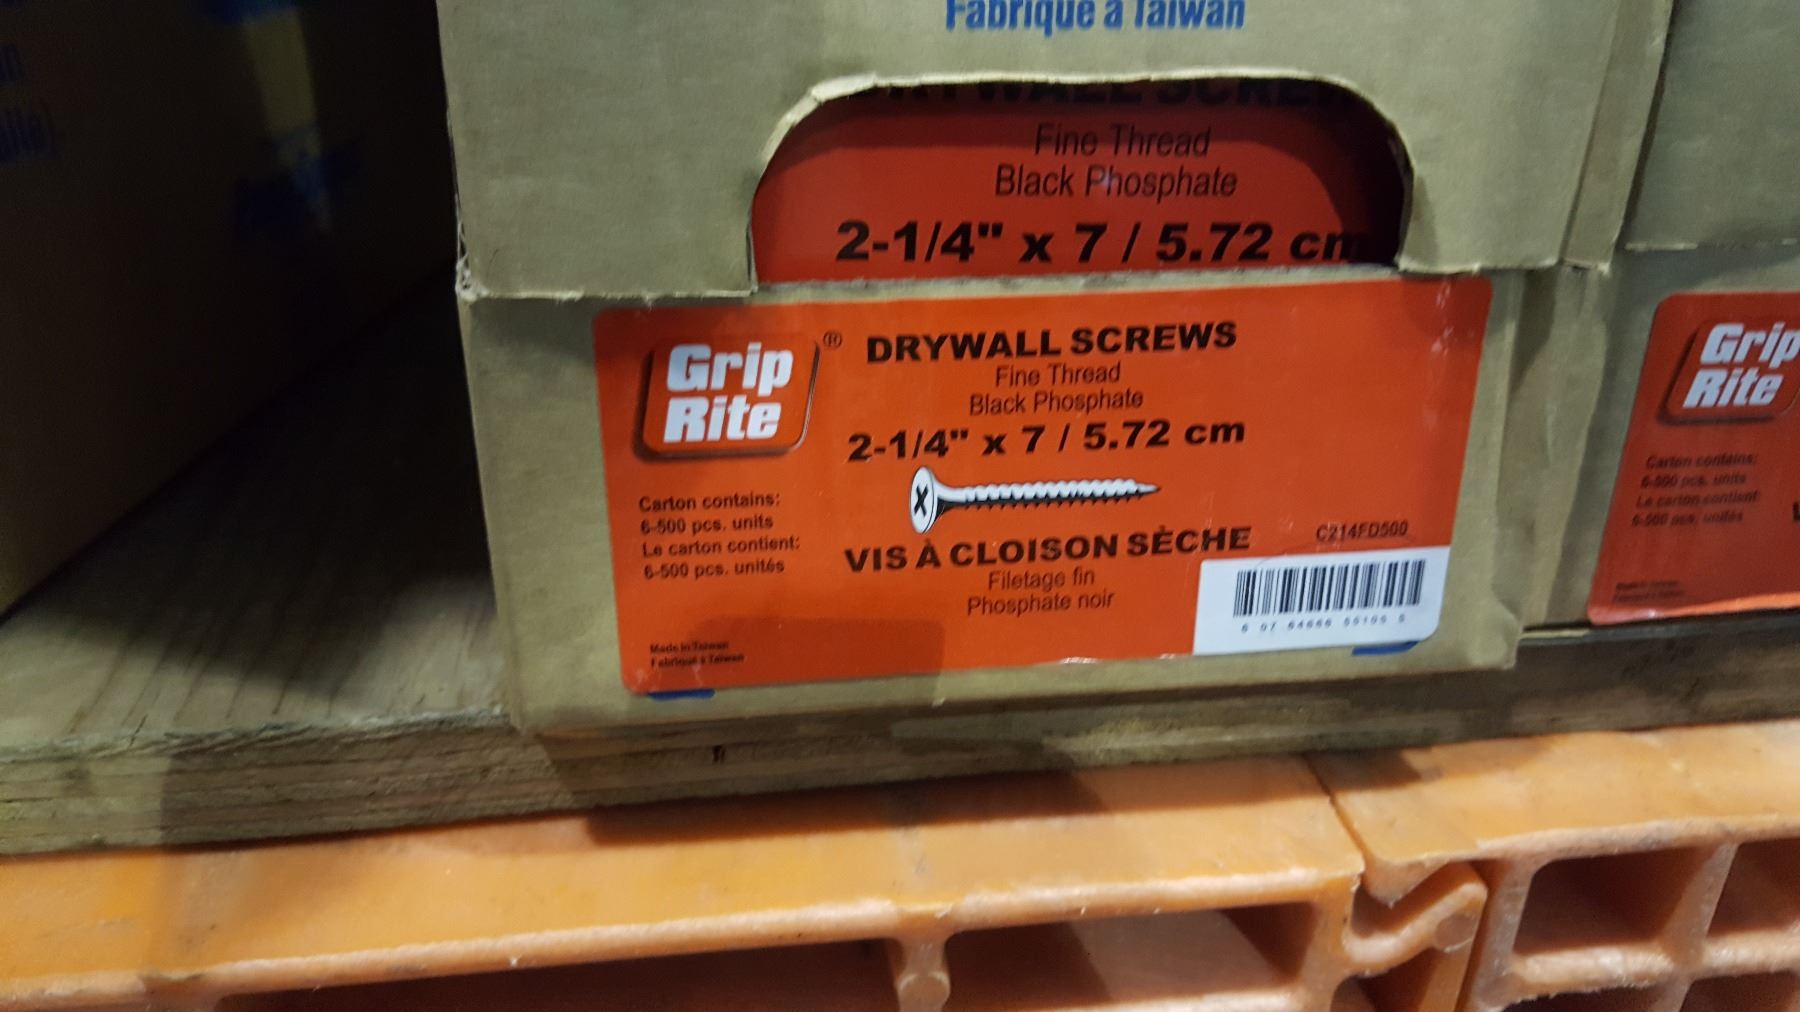 Fabriqué à Taiwan
DRYWALL SCREW
Fine Thread
Black Phosphate
2-1/4" x 7 / 5.72 cm
Grip
Rite
®
DRYWALL SCREWS
Fine Thread
Black Phosphate
2-1/4" x 7 / 5.72 cm
Carton contains:
6-500 pcs. units
Le carton contient:
6-500 pcs. unités
VIS À CLOISON SÈCHE
Filetage fin
Phosphate noir
C214FD500
Made in Taiwan
Fabriqué à Taiwan
Grip
Rite
Carton contains:
6-500 pcs. units
Le carton contient:
6-500 pcs. unités